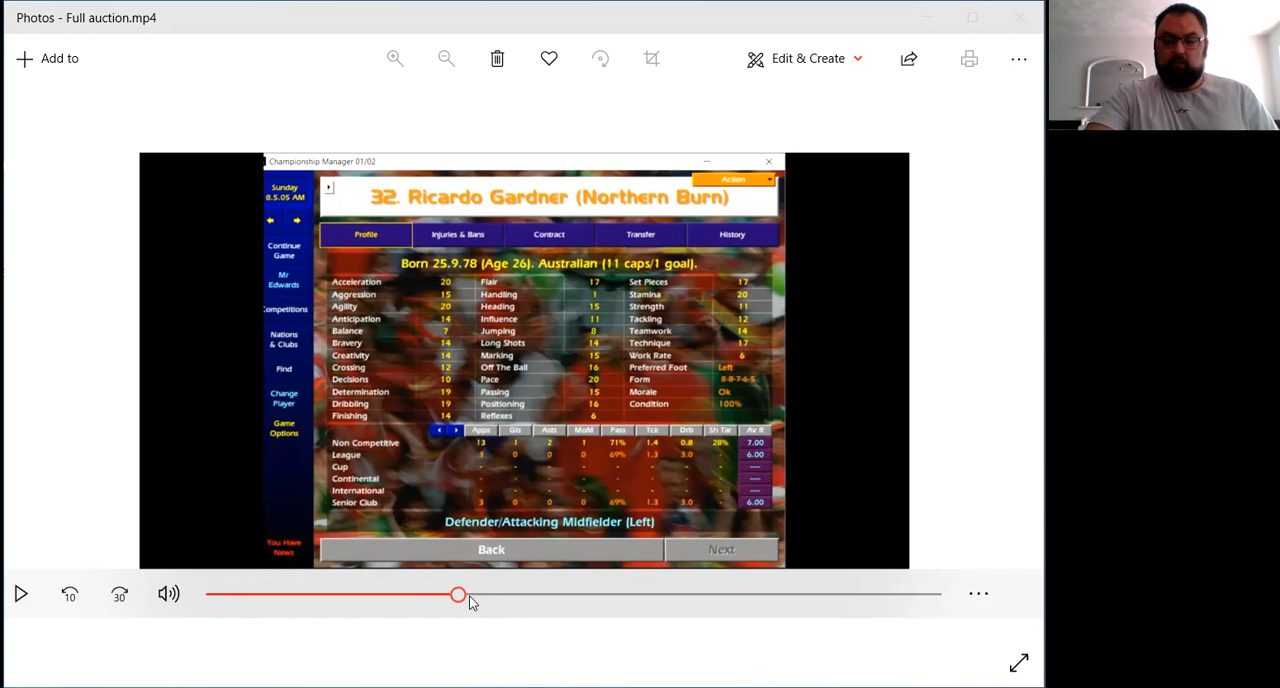 Photos - Full auction.mp4
Add to
Edit & Create
Championship Manager 01/02
Sunday
8.5.05 AM
Continue
Game
Mr
Edwards
Competitions
Nations
& Clubs
Find
Change
Player
Game
Options
You Have
News
Action
32. Ricardo Gardner (Northern Burn)
Profile Injuries & Bans Contract Transfer History
Born 25.9.78 (Age 26). Australian (11 caps/1 goal).
Acceleration 20 Flair 17 Set Pieces 17
Aggression 15 Handling 1 Stamina 20
Agility 20 Heading 15 Strength 11
Anticipation 14 Influence 11 Tackling 12
Balance 7 Jumping 8 Teamwork 14
Bravery 14 Long Shots 14 Technique 17
Creativity 14 Marking 15 Work Rate 6
Crossing 12 Off The Ball 16 Preferred Foot Left
Decisions 10 Pace 20 Form 8-8-7-6-5
Determination 19 Passing 15 Morale Ok
Dribbling 19 Positioning 16 Condition 100%
Finishing 14 Reflexes 6
Apps Gls Asts MoM Pass Tck Drb Sh Tar Av R
Non Competitive 13 1 2 1 71% 1.4 0.8 28% 7.00
League 3 0 0 0 69% 1.3 3.0 - 6.00
Cup - - - - - - - - ----
Continental - - - - - - - - ----
International - - - - - - - - ----
Senior Club 3 0 0 0 69% 1.3 3.0 - 6.00
Defender/Attacking Midfielder (Left)
Back Next
10 30